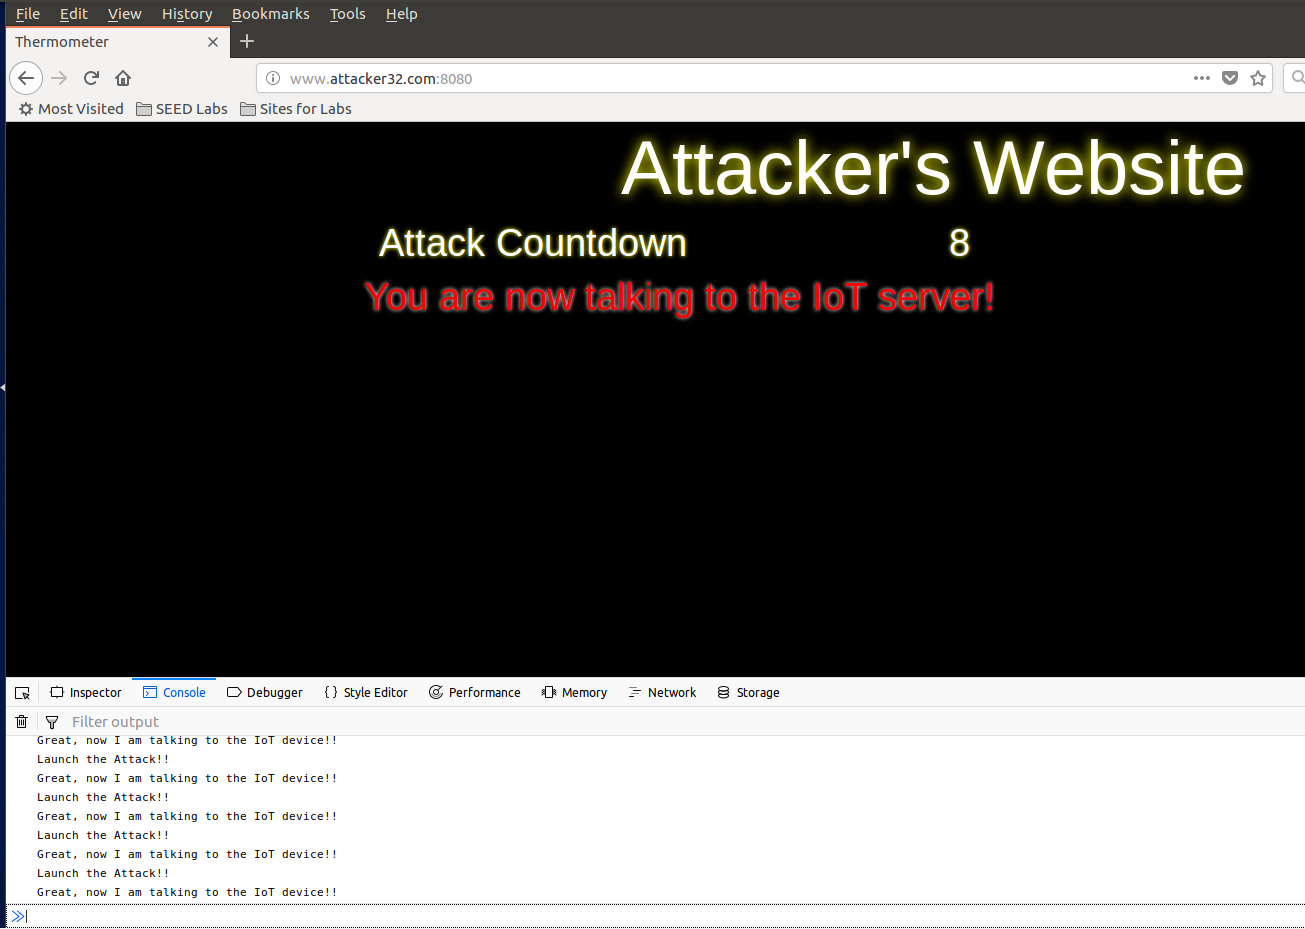 File Edit View History Bookmarks Tools Help
Thermometer
www.attacker32.com:8080
Most Visited SEED Labs Sites for Labs
Attacker's Website
Attack Countdown 8
You are now talking to the IoT server!
Inspector Console Debugger Style Editor Performance Memory Network Storage
Filter output
Great, now I am talking to the IoT device!!
Launch the Attack!!
Great, now I am talking to the IoT device!!
Launch the Attack!!
Great, now I am talking to the IoT device!!
Launch the Attack!!
Great, now I am talking to the IoT device!!
Launch the Attack!!
Great, now I am talking to the IoT device!!